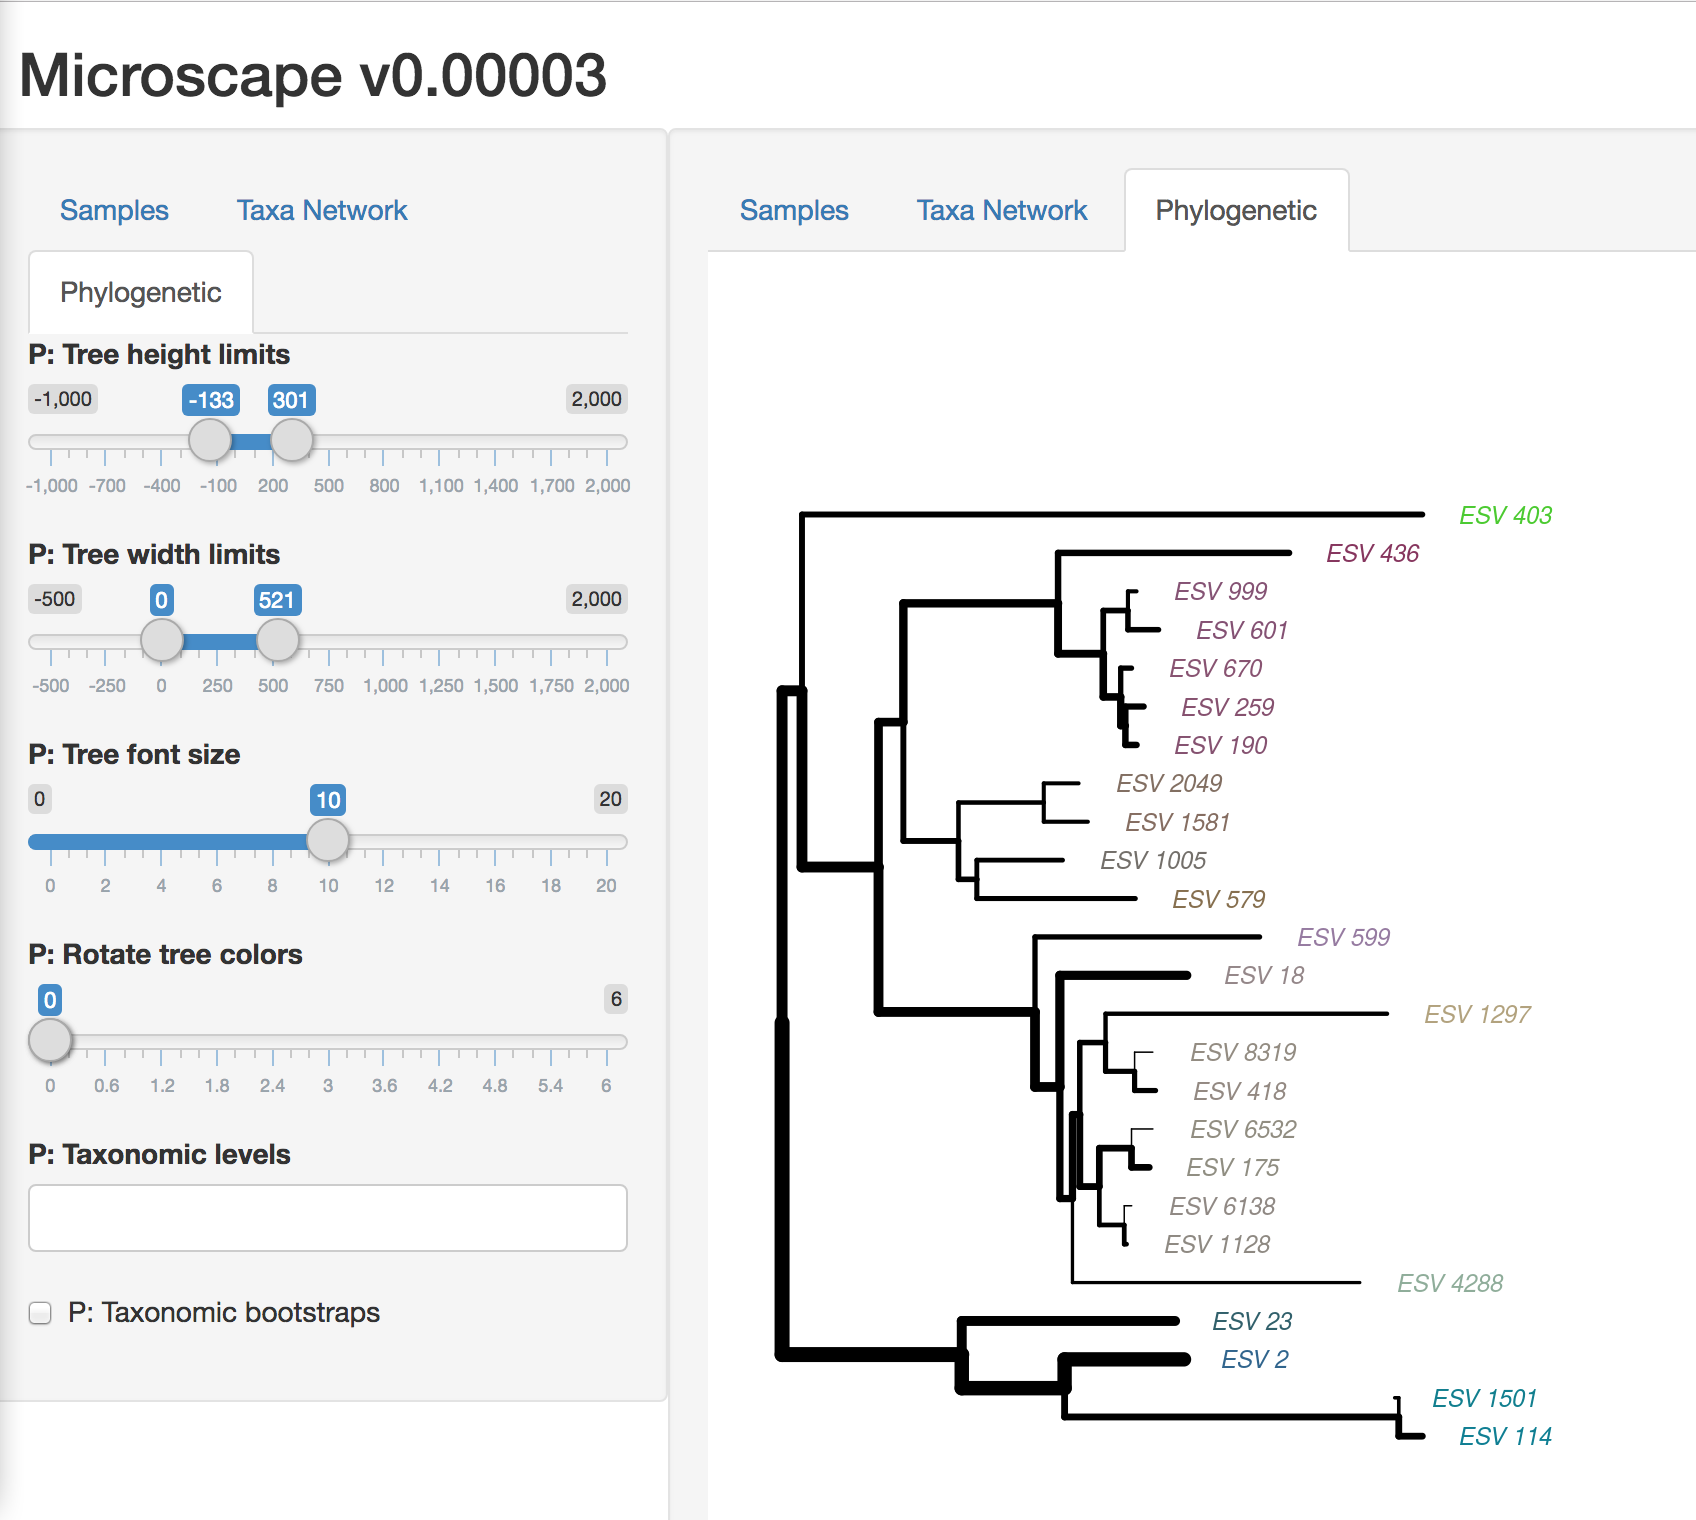 Microscape v0.00003
Samples Taxa Network
Phylogenetic
P: Tree height limits
-1,000 -133 301 2,000
-1,000 -700 -400 -100 200 500 800 1,100 1,400 1,700 2,000
P: Tree width limits
-500 0 521 2,000
-500 -250 0 250 500 750 1,000 1,250 1,500 1,750 2,000
P: Tree font size
0 10 20
0 2 4 6 8 10 12 14 16 18 20
P: Rotate tree colors
0 6
0 0.6 1.2 1.8 2.4 3 3.6 4.2 4.8 5.4 6
P: Taxonomic levels
P: Taxonomic bootstraps
Samples Taxa Network Phylogenetic
ESV 403
ESV 436
ESV 999
ESV 601
ESV 670
ESV 259
ESV 190
ESV 2049
ESV 1581
ESV 1005
ESV 579
ESV 599
ESV 18
ESV 1297
ESV 8319
ESV 418
ESV 6532
ESV 175
ESV 6138
ESV 1128
ESV 4288
ESV 23
ESV 2
ESV 1501
ESV 114